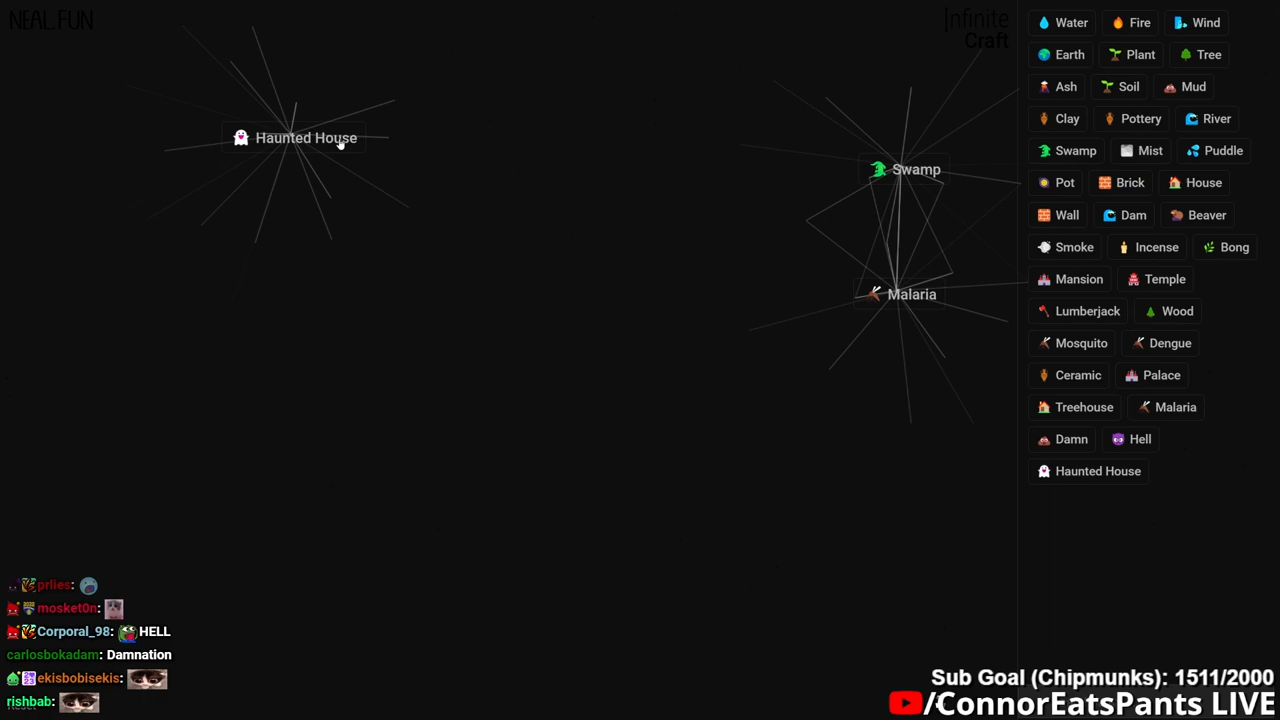 NEAL.FUN
Infinite
Craft
Haunted House
Swamp
Malaria
Water Fire Wind
Earth Plant Tree
Ash Soil Mud
Clay Pottery River
Swamp Mist Puddle
Pot Brick House
Wall Dam Beaver
Smoke Incense Bong
Mansion Temple
Lumberjack Wood
Mosquito Dengue
Ceramic Palace
Treehouse Malaria
Damn Hell
Haunted House
prlies:
mosket0n:
Corporal_98: HELL
carlosbokadam: Damnation
ekisbobisekis:
rishbab:
Reset
Sub Goal (Chipmunks): 1511/2000
/ConnorEatsPants LIVE